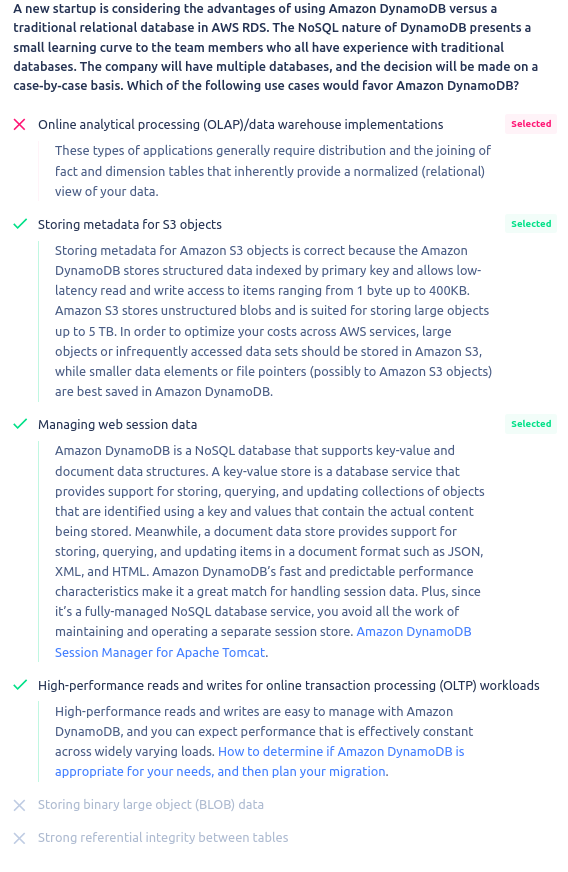 A new startup is considering the advantages of using Amazon DynamoDB versus a
traditional relational database in AWS RDS. The NoSQL nature of DynamoDB presents a
small learning curve to the team members who all have experience with traditional
databases. The company will have multiple databases, and the decision will be made on a
case-by-case basis. Which of the following use cases would favor Amazon DynamoDB?
Online analytical processing (OLAP)/data warehouse implementations Selected
These types of applications generally require distribution and the joining of
fact and dimension tables that inherently provide a normalized (relational)
view of your data.
Storing metadata for S3 objects Selected
Storing metadata for Amazon S3 objects is correct because the Amazon
DynamoDB stores structured data indexed by primary key and allows low-
latency read and write access to items ranging from 1 byte up to 400KB.
Amazon S3 stores unstructured blobs and is suited for storing large objects
up to 5 TB. In order to optimize your costs across AWS services, large
objects or infrequently accessed data sets should be stored in Amazon S3,
while smaller data elements or file pointers (possibly to Amazon S3 objects)
are best saved in Amazon DynamoDB.
Managing web session data Selected
Amazon DynamoDB is a NoSQL database that supports key-value and
document data structures. A key-value store is a database service that
provides support for storing, querying, and updating collections of objects
that are identified using a key and values that contain the actual content
being stored. Meanwhile, a document data store provides support for
storing, querying, and updating items in a document format such as JSON,
XML, and HTML. Amazon DynamoDB’s fast and predictable performance
characteristics make it a great match for handling session data. Plus, since
it’s a fully-managed NoSQL database service, you avoid all the work of
maintaining and operating a separate session store. Amazon DynamoDB
Session Manager for Apache Tomcat.
High-performance reads and writes for online transaction processing (OLTP) workloads
High-performance reads and writes are easy to manage with Amazon
DynamoDB, and you can expect performance that is effectively constant
across widely varying loads. How to determine if Amazon DynamoDB is
appropriate for your needs, and then plan your migration.
Storing binary large object (BLOB) data
Strong referential integrity between tables